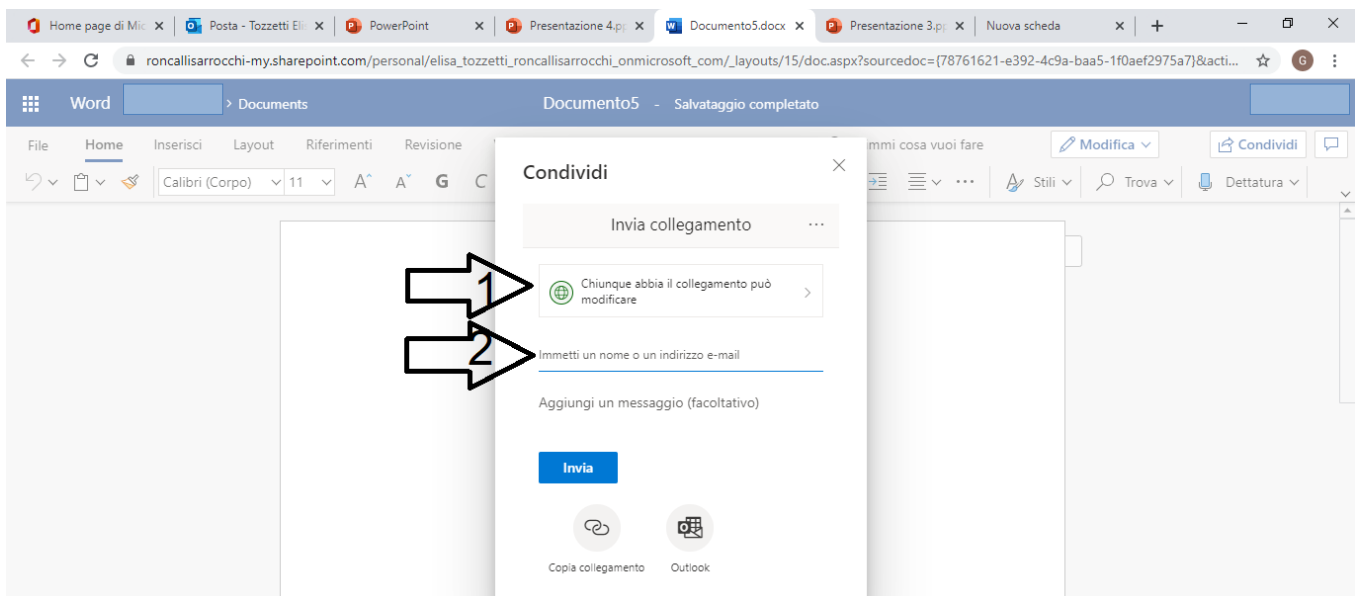 Home page di Mic
Posta - Tozzetti Eli
PowerPoint
Presentazione 4.pp
Documento5.docx
Presentazione 3.pp
Nuova scheda
roncallisarrocchi-my.sharepoint.com/personal/elisa_tozzetti_roncallisarrocchi_onmicrosoft_com/_layouts/15/doc.aspx?sourcedoc={78761621-e392-4c9a-baa5-1f0aef2975a7}&acti...
G
Word > Documents Documento5 - Salvataggio completato
File Home Inserisci Layout Riferimenti Revisione mmi cosa vuoi fare Modifica Condividi
Calibri (Corpo) 11 A A G C Stili Trova Dettatura
Condividi
Invia collegamento
1
Chiunque abbia il collegamento può
modificare
2
Immetti un nome o un indirizzo e-mail
Aggiungi un messaggio (facoltativo)
Invia
Copia collegamento Outlook